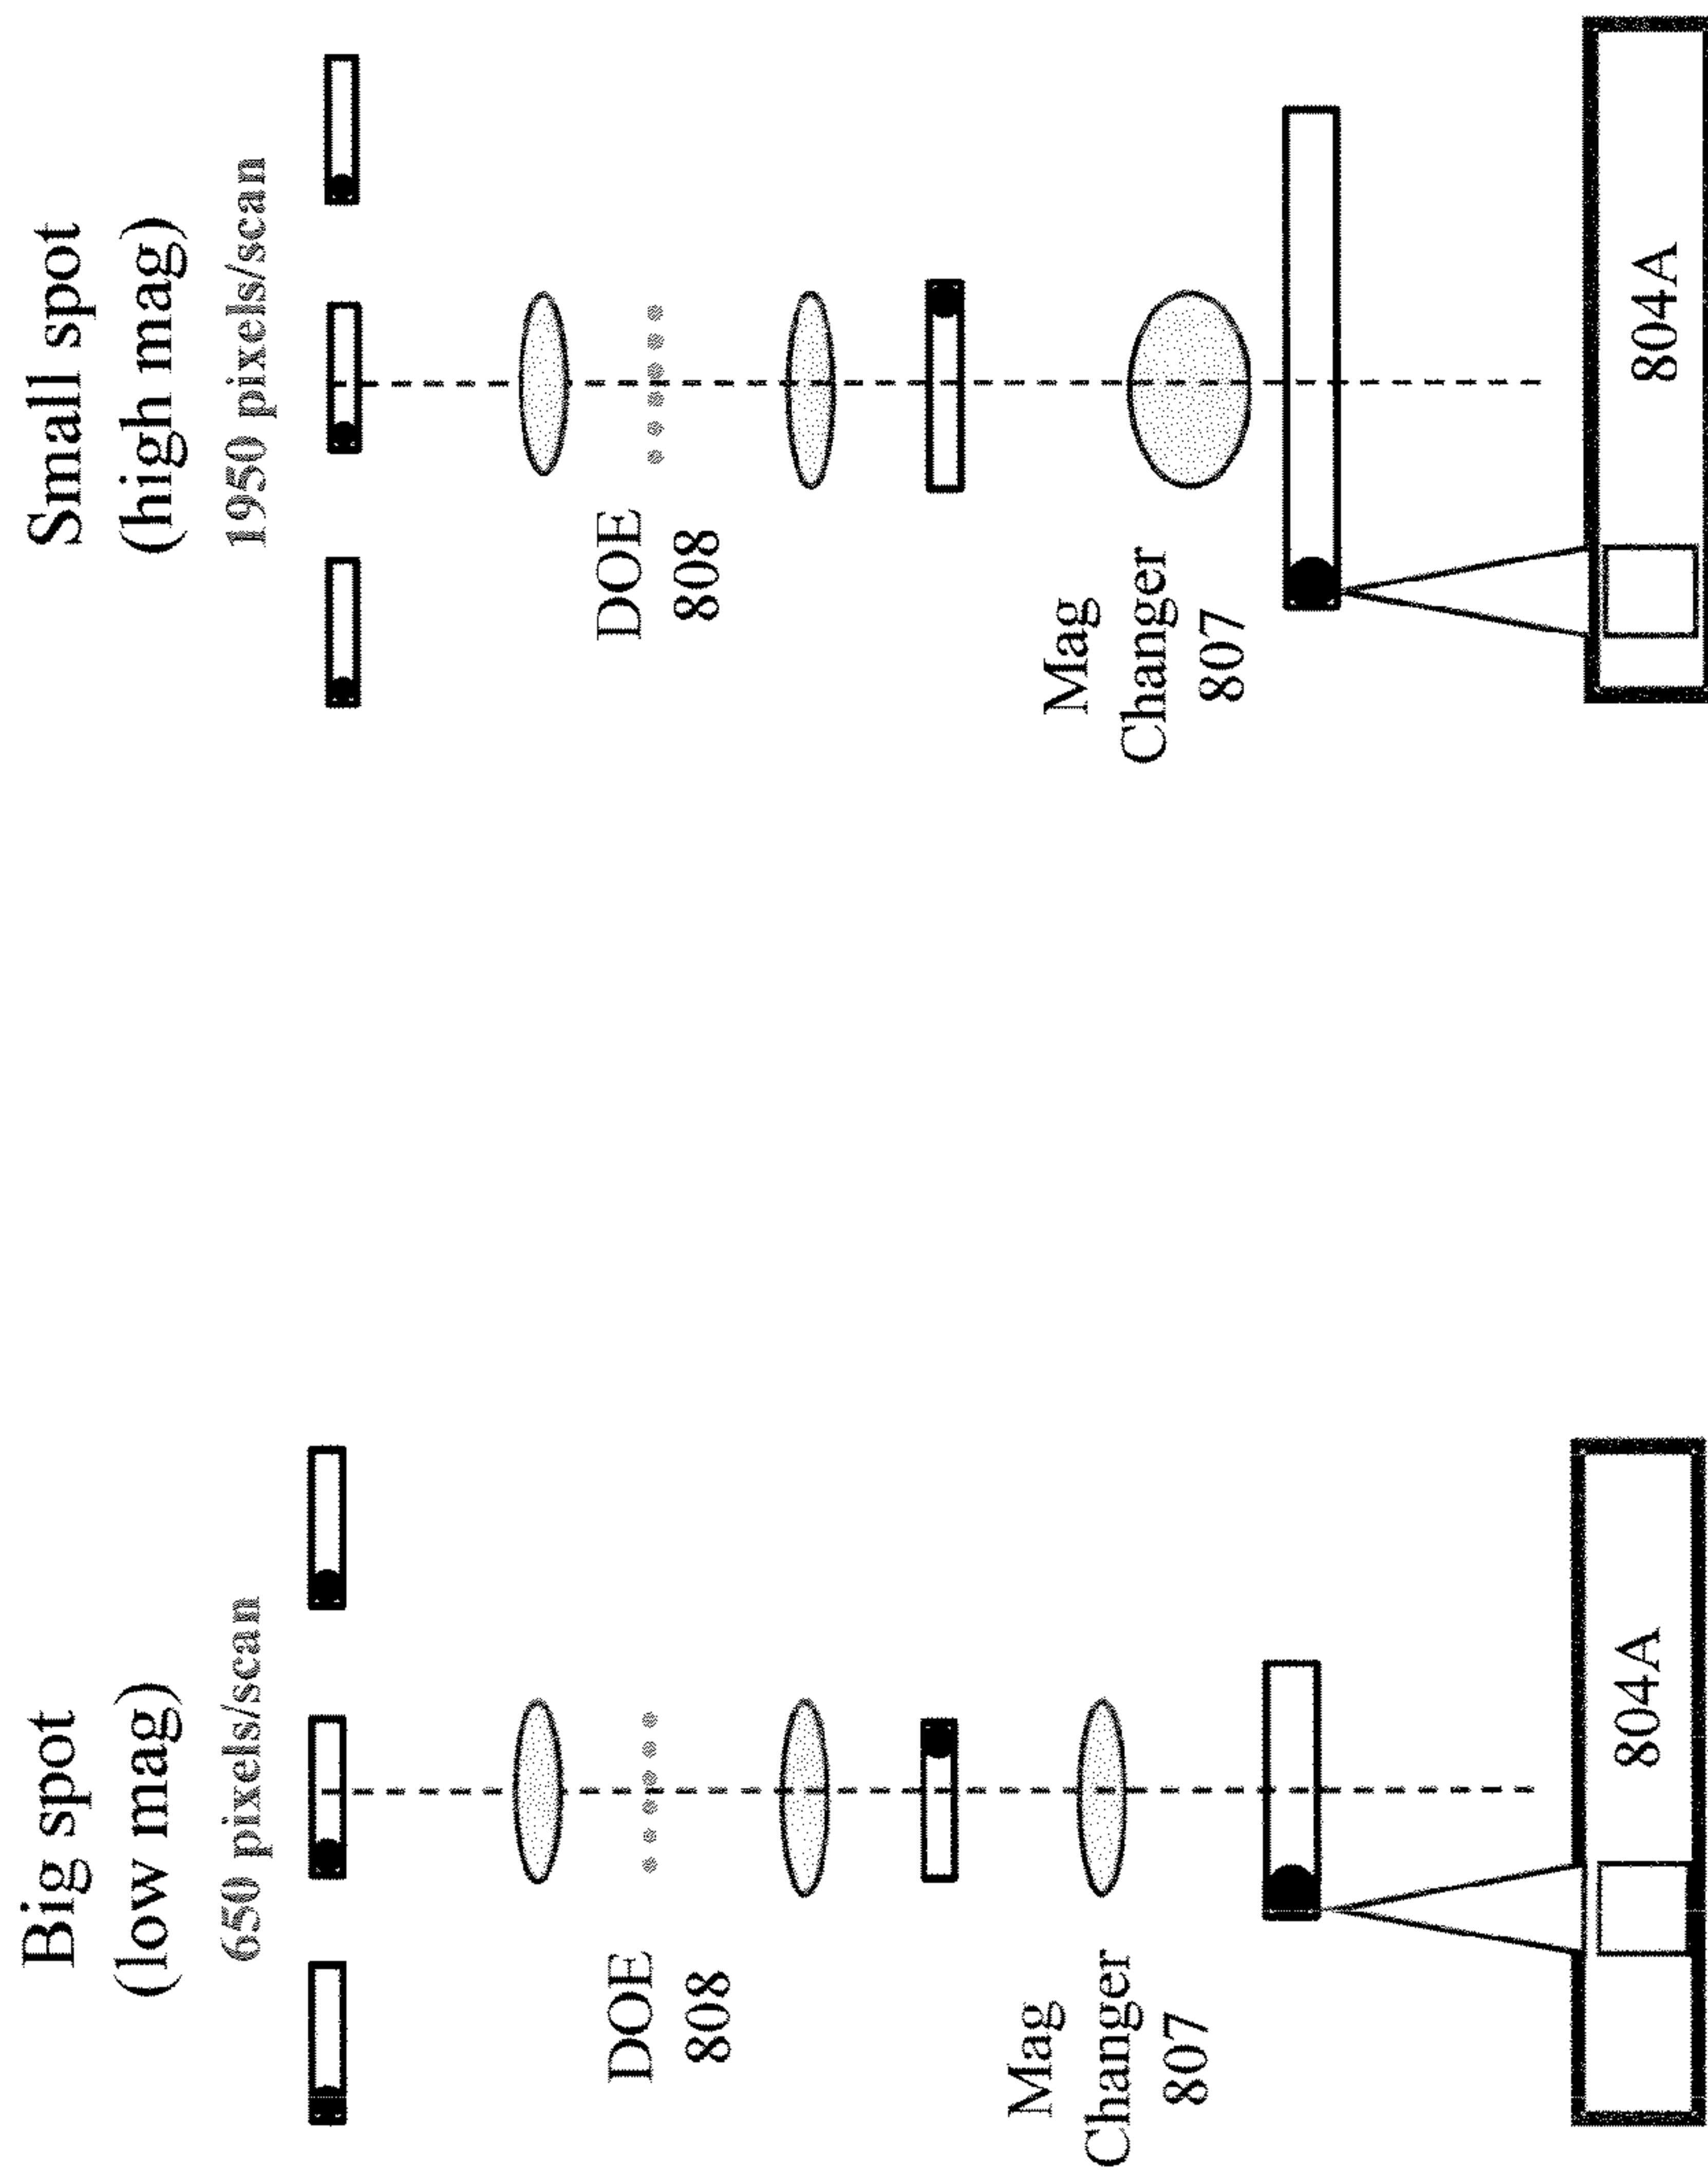 Big spot
(low mag)
650 pixels/scan
DOE
808
Mag
Changer
807
804A
Small spot
(high mag)
1950 pixels/scan
DOE
808
Mag
Changer
807
804A